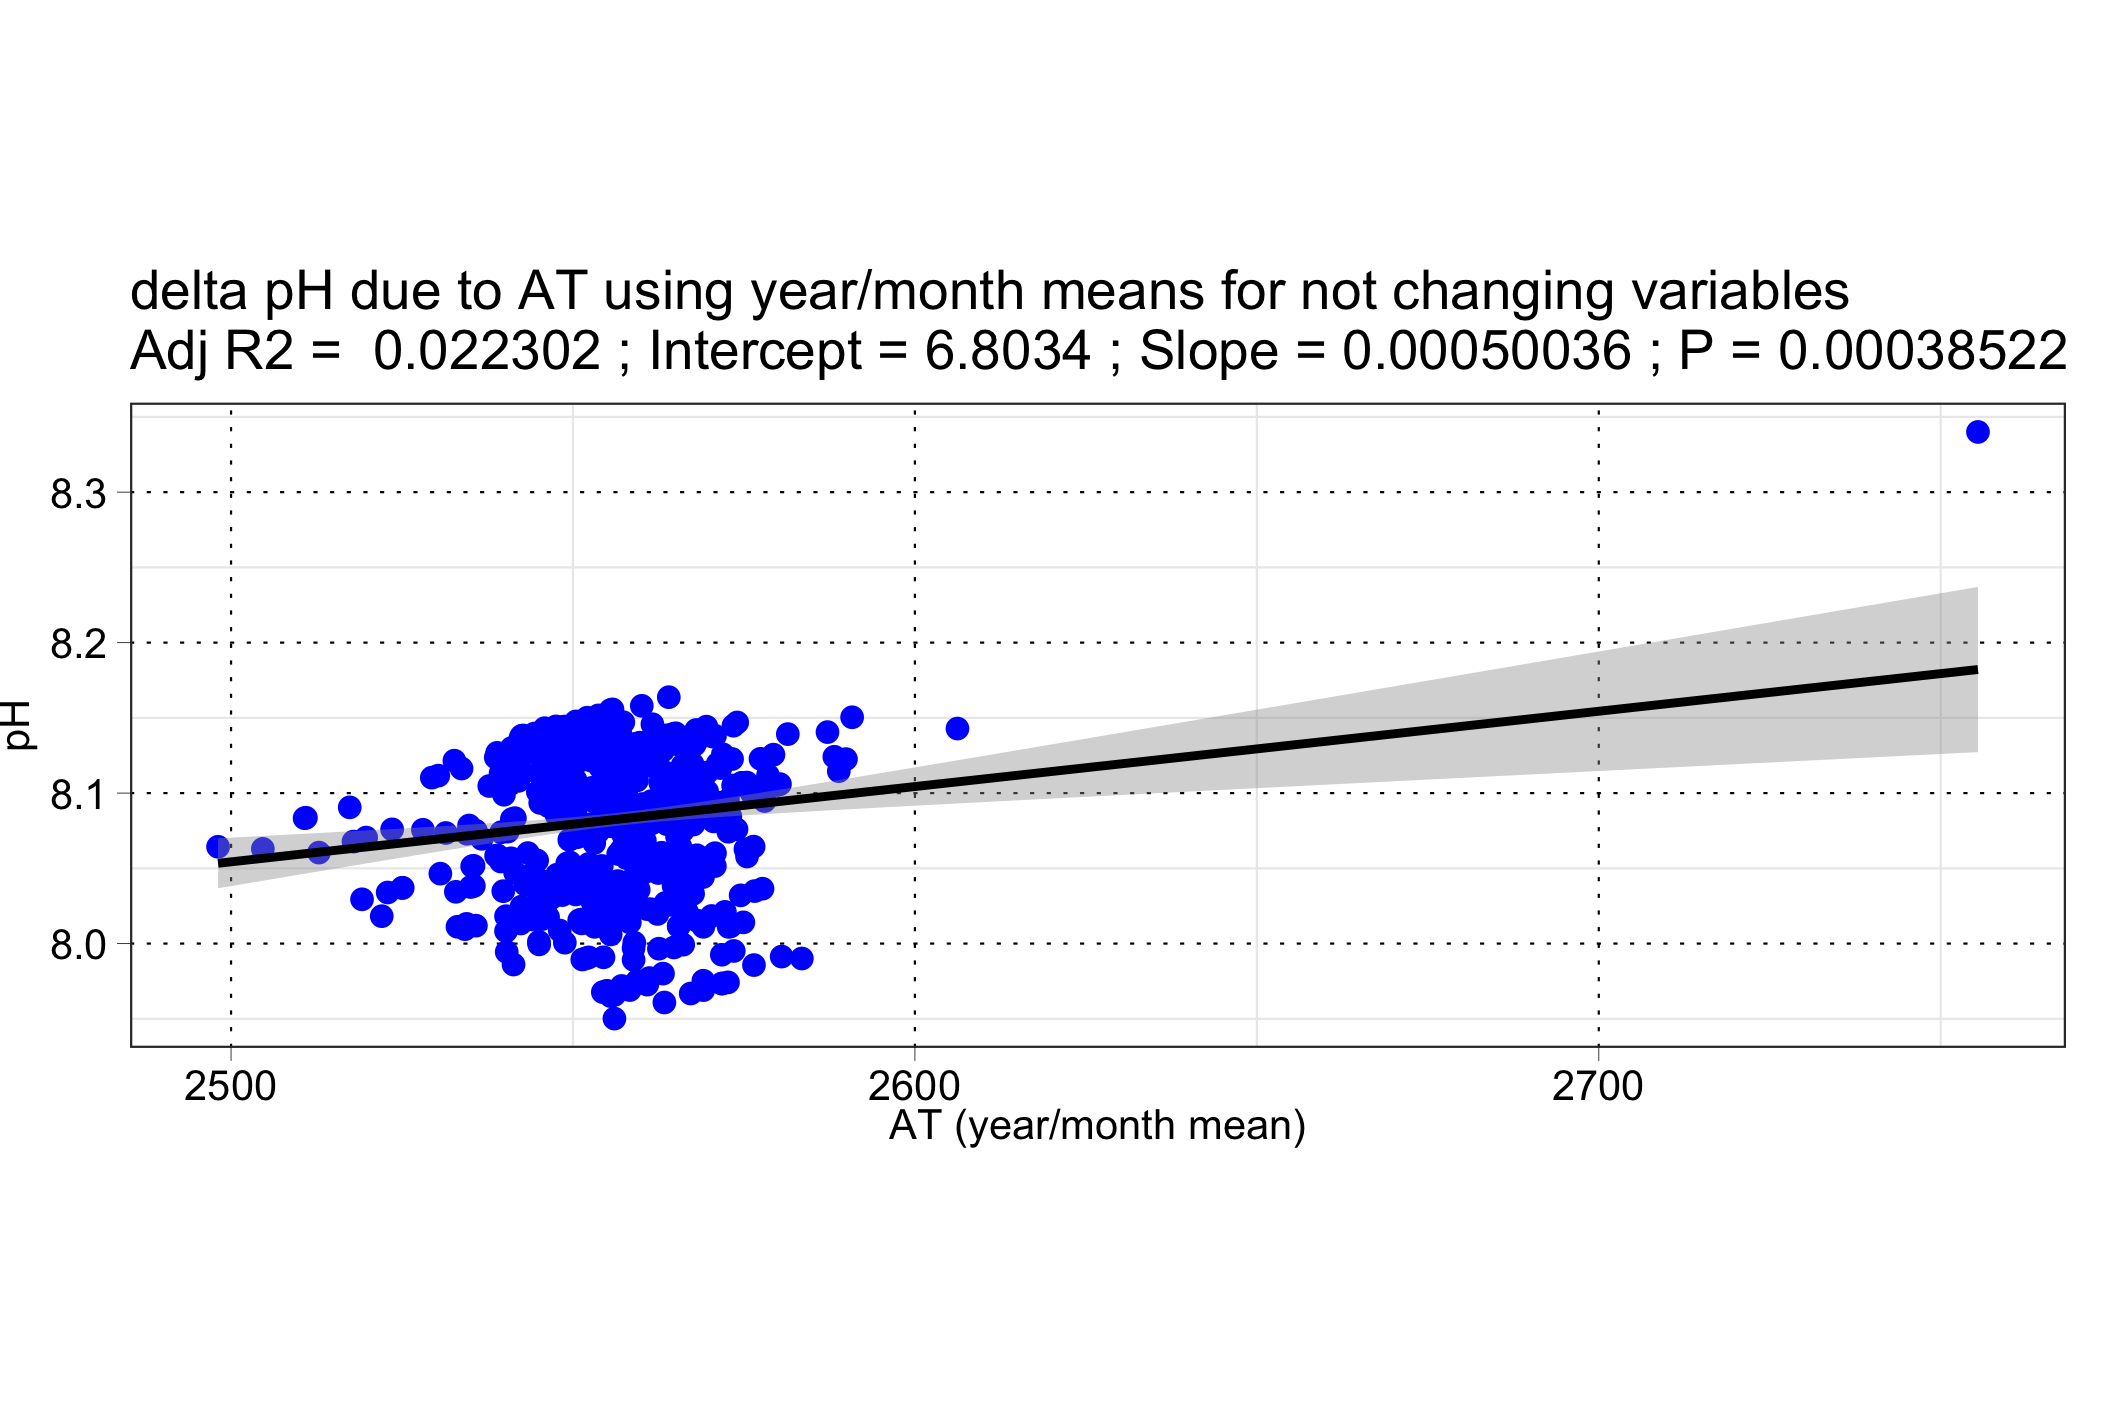 delta pH due to AT using year/month means for not changing variables
Adj R2 =  0.022302 ; Intercept = 6.8034 ; Slope = 0.00050036 ; P = 0.00038522
8.3
8.2
pH
8.1
8.0
2500 2600 2700
AT (year/month mean)